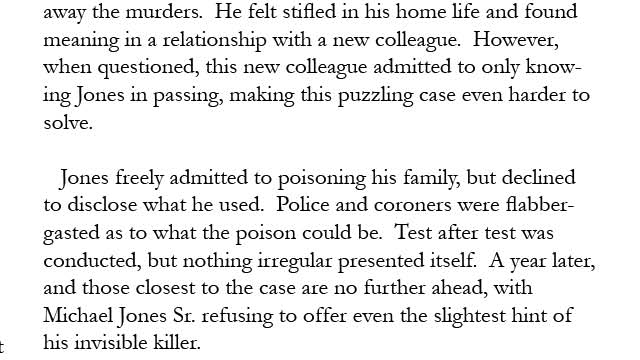 away the murders.  He felt stifled in his home life and found
meaning in a relationship with a new colleague.  However,
when questioned, this new colleague admitted to only know-
ing Jones in passing, making this puzzling case even harder to
solve.
Jones freely admitted to poisoning his family, but declined
to disclose what he used.  Police and coroners were flabber-
gasted as to what the poison could be.  Test after test was
conducted, but nothing irregular presented itself.  A year later,
and those closest to the case are no further ahead, with
Michael Jones Sr. refusing to offer even the slightest hint of
his invisible killer.